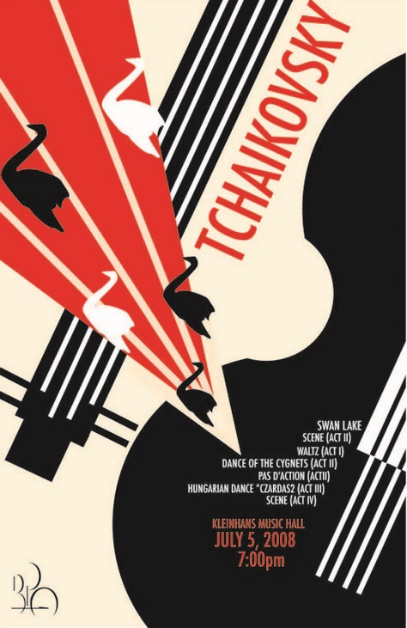 TCHAIKOVSKY
SWAN LAKE
SCENE (ACT II)
WALTZ (ACT I)
DANCE OF THE CYGNETS (ACT II)
PAS D'ACTION (ACTII)
HUNGARIAN DANCE "CZARDAS2 (ACT III)
SCENE (ACT IV)
KLEINHANS MUSIC HALL
JULY 5, 2008
7:00pm